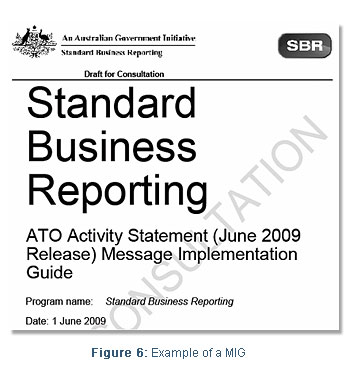 An Australian Government Initiative
Standard Business Reporting
SBR
Draft for Consultation
Standard
Business
Reporting
ATO Activity Statement (June 2009
Release) Message Implementation
Guide
Program name: Standard Business Reporting
Date: 1 June 2009
CONSULTATION
Figure 6: Example of a MIG